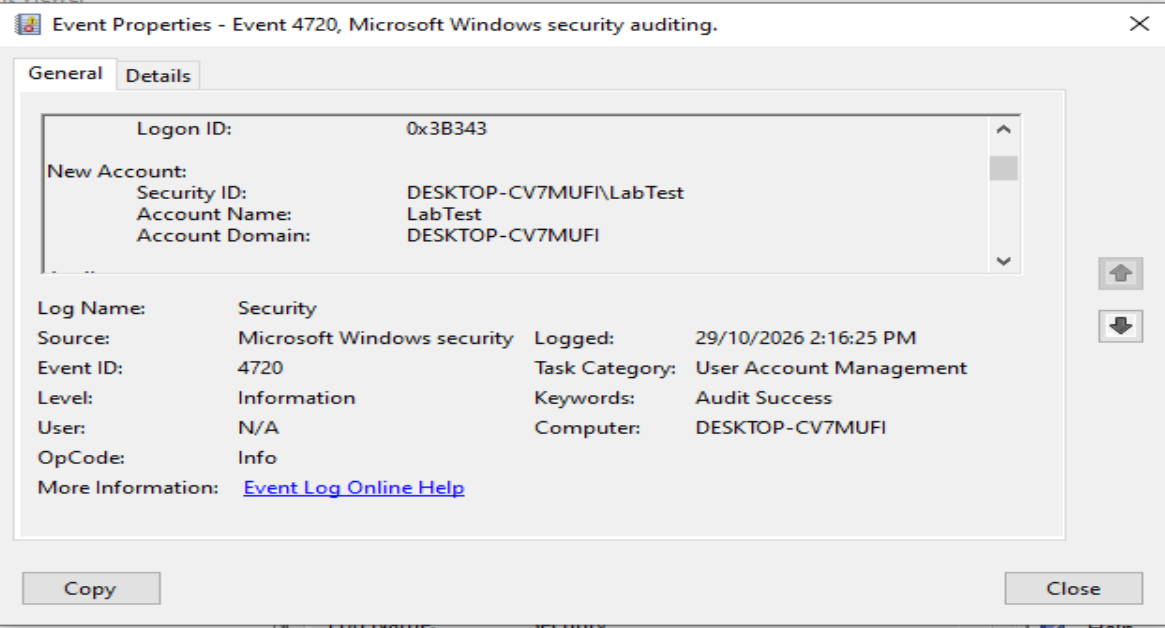 Event Properties - Event 4720, Microsoft Windows security auditing.
General Details
Logon ID: 0x3B343
New Account:
Security ID: DESKTOP-CV7MUFI\LabTest
Account Name: LabTest
Account Domain: DESKTOP-CV7MUFI
Log Name: Security
Source: Microsoft Windows security Logged: 29/10/2026 2:16:25 PM
Event ID: 4720 Task Category: User Account Management
Level: Information Keywords: Audit Success
User: N/A Computer: DESKTOP-CV7MUFI
OpCode: Info
More Information: Event Log Online Help
Copy Close